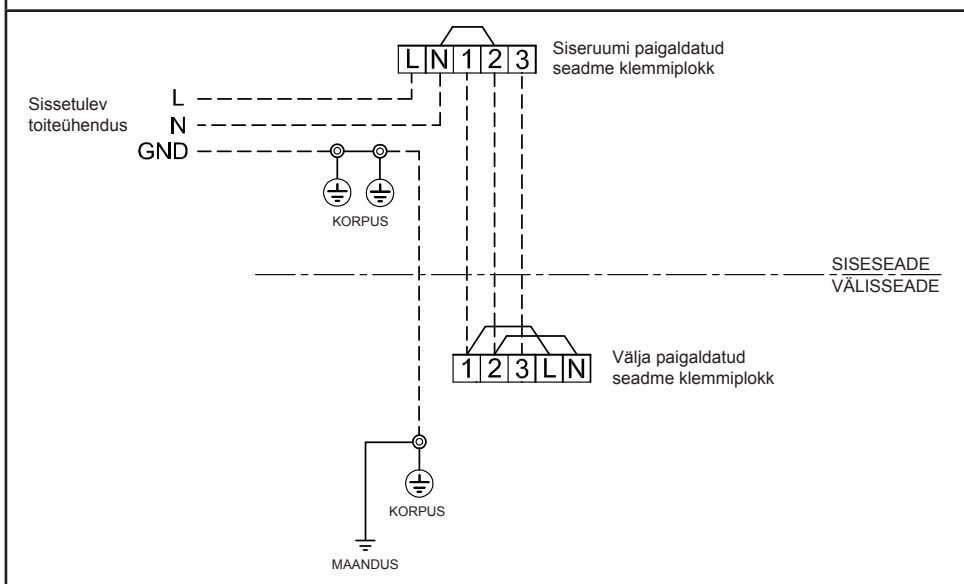 L N 1 2 3
Siseruumi paigaldatud
seadme klemmiplokk
Sissetulev
toiteühendus
L
N
GND
KORPUS
SISESEADE
VÄLISSEADE
1 2 3 L N
Välja paigaldatud
seadme klemmiplokk
KORPUS
MAANDUS